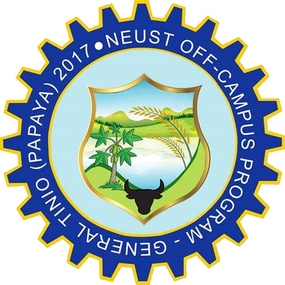 NEUST OFF-CAMPUS PROGRAM - GENERAL TINIO (PAPAYA) 2017 •